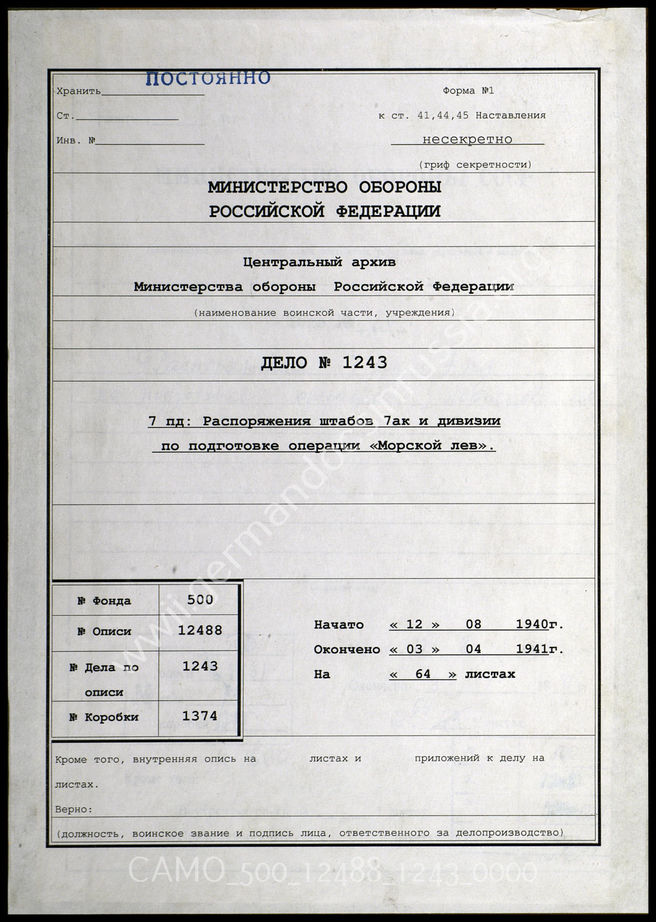 ПОСТОЯННО
Хранить
Форма №1
Ст.
к ст. 41,44,45 Наставления
Инв. №
несекретно
(гриф секретности)
МИНИСТЕРСТВО ОБОРОНЫ
РОССИЙСКОЙ ФЕДЕРАЦИИ
Центральный архив
Министерства обороны Российской Федерации
(наименование воинской части, учреждения)
ДЕЛО № 1243
7 пд: Распоряжения штабов 7ак и дивизии
по подготовке операции «Морской лев».
№ Фонда 500
№ Описи 12488
№ Дела по описи 1243
№ Коробки 1374
Начато « 12 » 08 1940г.
Окончено « 03 » 04 1941г.
На « 64 » листах
Кроме того, внутренняя опись на листах и приложений к делу на
листах.
Верно:
(должность, воинское звание и подпись лица, ответственного за делопроизводство)
САМО_500_12488_1243_0000